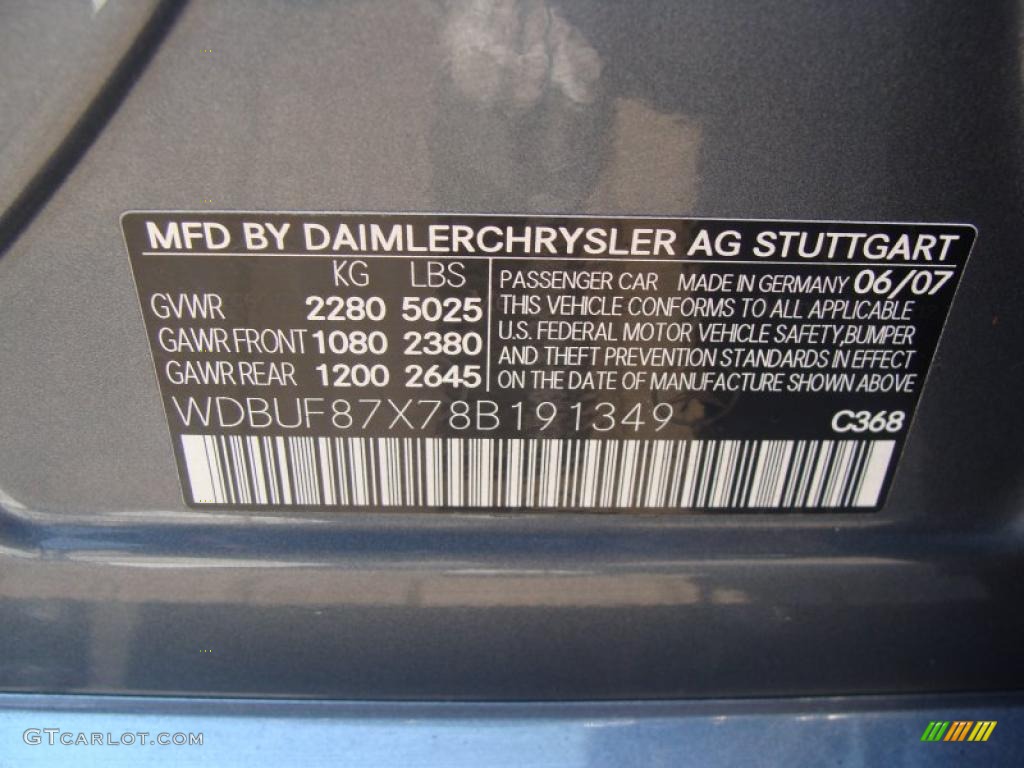 MFD BY DAIMLERCHRYSLER AG STUTTGART
KG LBS
GVWR 2280 5025
GAWR FRONT 1080 2380
GAWR REAR 1200 2645
PASSENGER CAR MADE IN GERMANY 06/07
THIS VEHICLE CONFORMS TO ALL APPLICABLE
U.S. FEDERAL MOTOR VEHICLE SAFETY, BUMPER
AND THEFT PREVENTION STANDARDS IN EFFECT
ON THE DATE OF MANUFACTURE SHOWN ABOVE
WDBUF87X78B191349 C368
GTCARLOT.COM